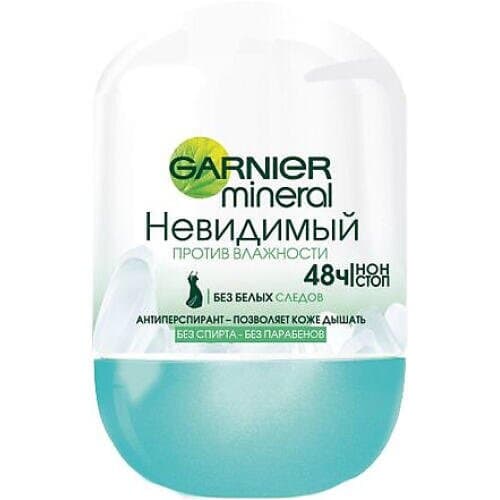 GARNIER
mineral
Невидимый
ПРОТИВ ВЛАЖНОСТИ
48ч НОН
СТОП
БЕЗ БЕЛЫХ СЛЕДОВ
АНТИПЕРСПИРАНТ – ПОЗВОЛЯЕТ КОЖЕ ДЫШАТЬ
БЕЗ СПИРТА - БЕЗ ПАРАБЕНОВ